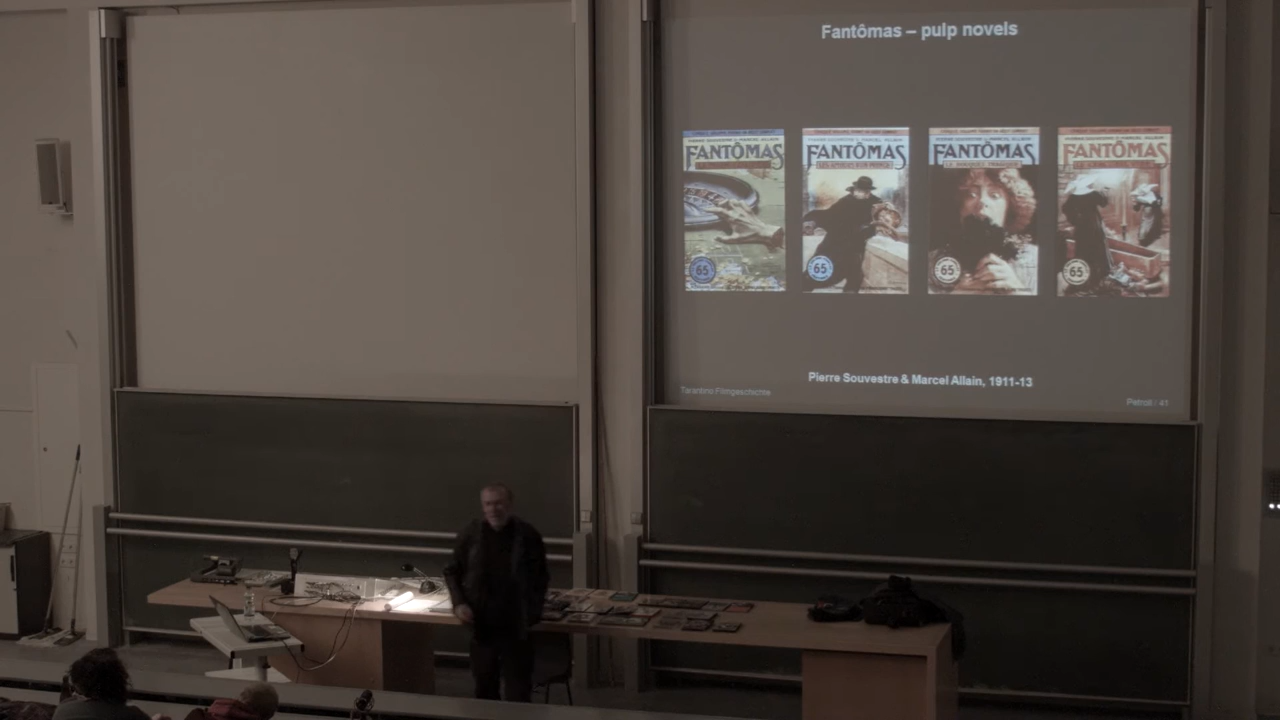 Fantômas – pulp novels
FANTÔMAS
FANTÔMAS
FANTÔMAS
FANTÔMAS
65
65
65
65
Pierre Souvestre & Marcel Allain, 1911-13
Tarantino Filmgeschichte
Petroll / 41